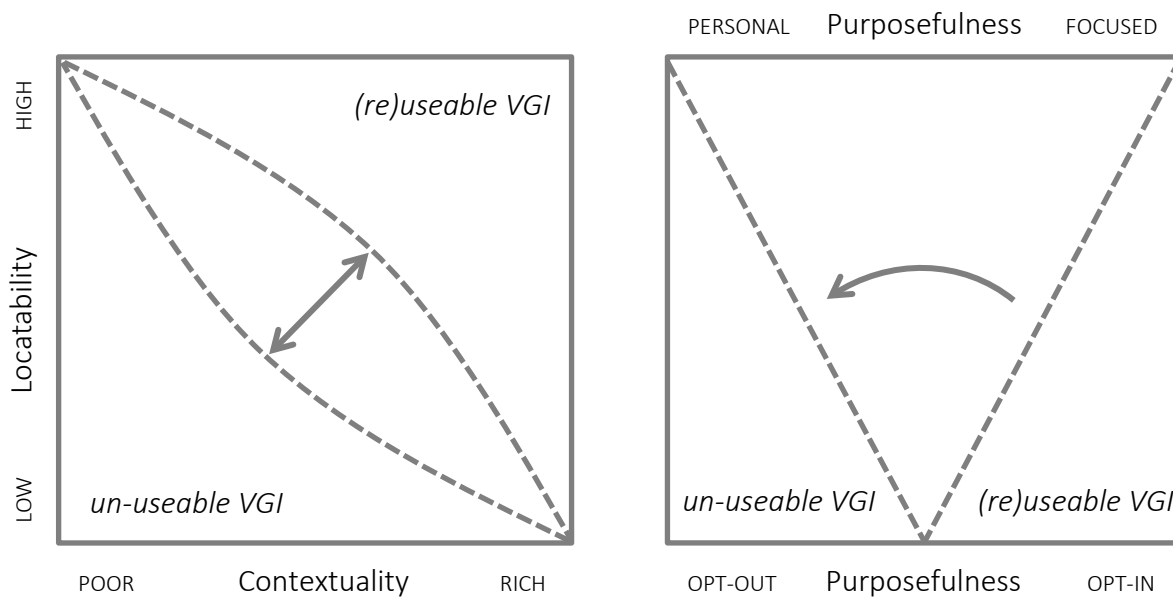 PERSONAL Purposefulness FOCUSED
HIGH
(re)useable VGI
Locatability
LOW
un-useable VGI
un-useable VGI
(re)useable VGI
POOR Contextuality RICH
OPT-OUT Purposefulness OPT-IN